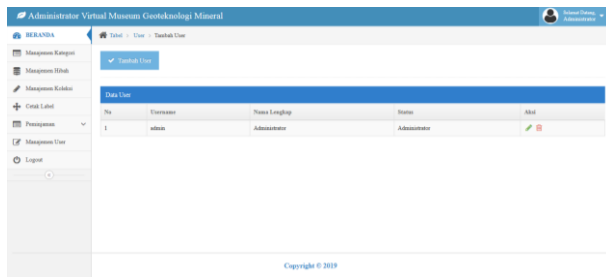 Administrator Virtual Museum Geoteknologi Mineral
Selamat Datang,
Administrator
BERANDA
Manajemen Kategori
Manajemen Hibah
Manajemen Koleksi
Cetak Label
Peminjaman
Manajemen User
Logout
Tabel > User > Tambah User
Tambah User
Data User
No Username Nama Lengkap Status Aksi
1 admin Administrator Administrator
Copyright © 2019